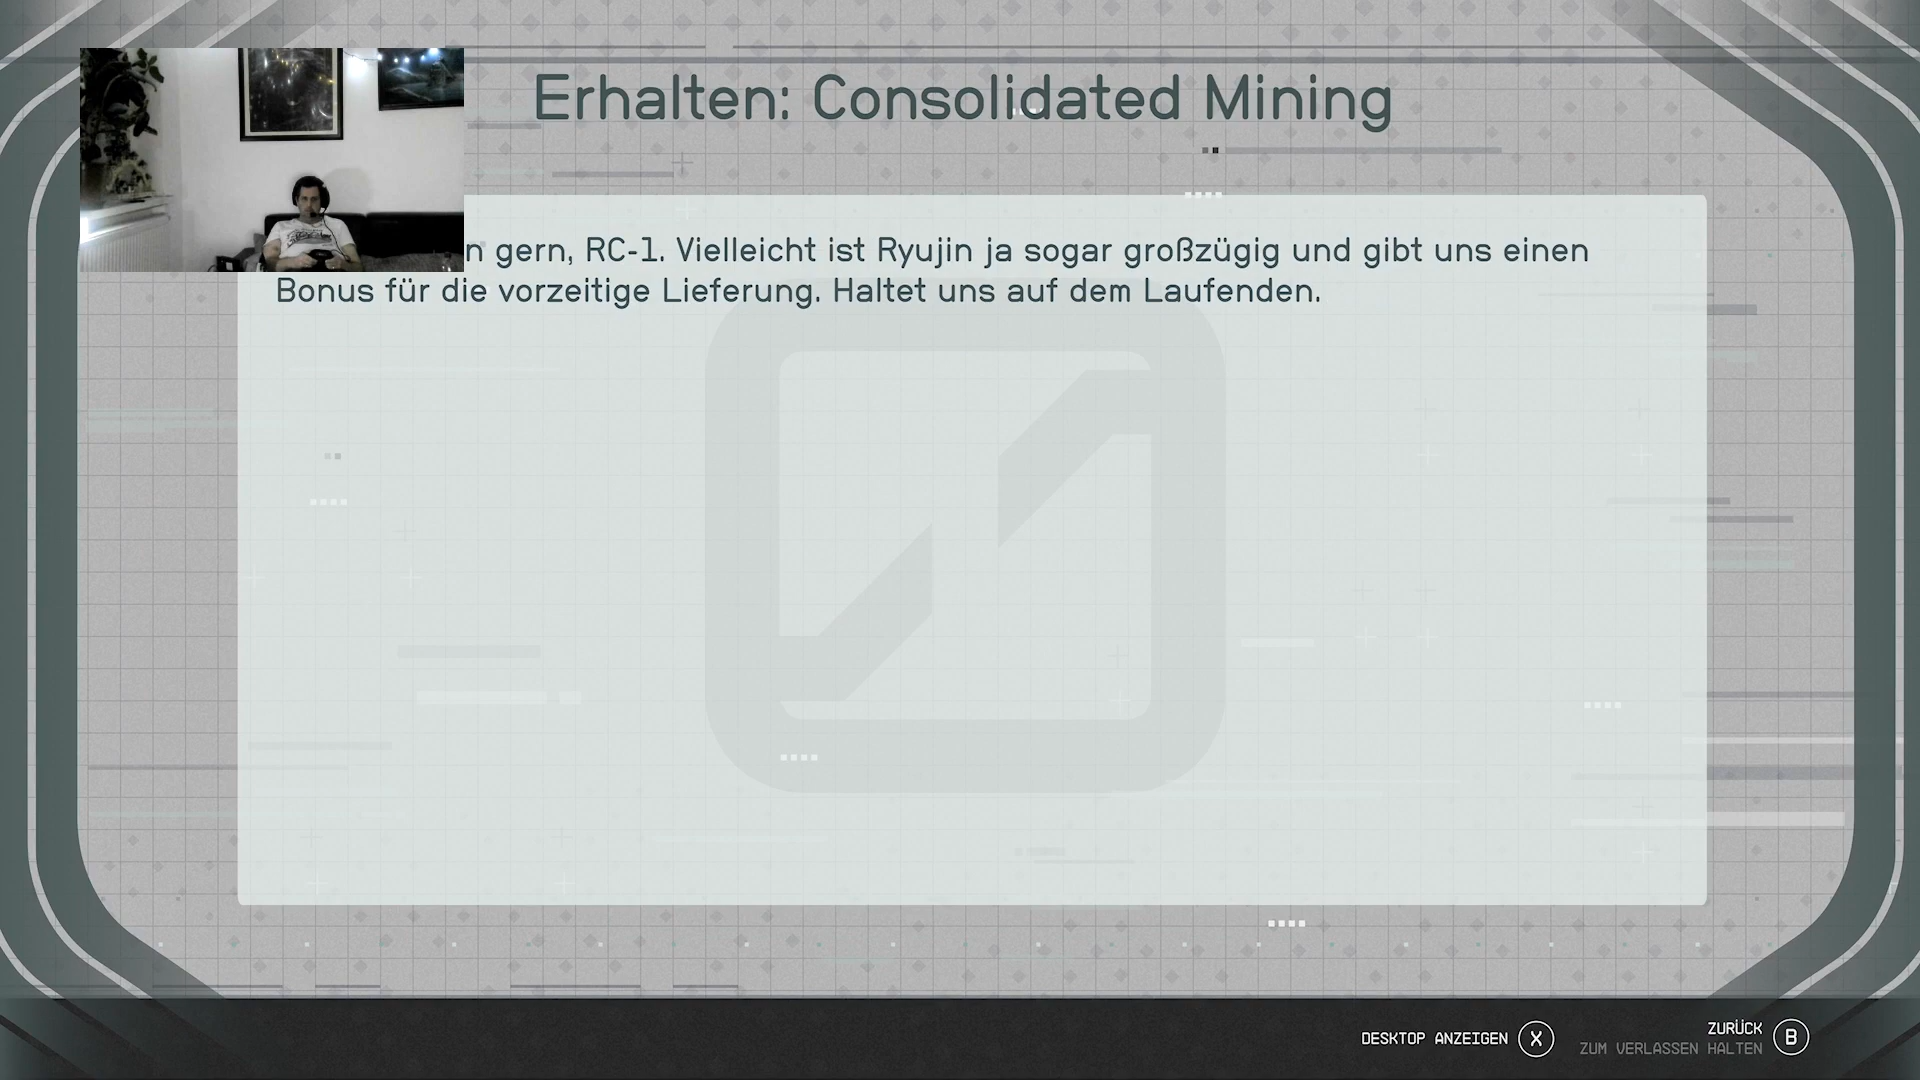 Erhalten: Consolidated Mining
gern, RC-1. Vielleicht ist Ryujin ja sogar großzügig und gibt uns einen
Bonus für die vorzeitige Lieferung. Haltet uns auf dem Laufenden.
DESKTOP ANZEIGEN X
ZURÜCK B
ZUM VERLASSEN HALTEN